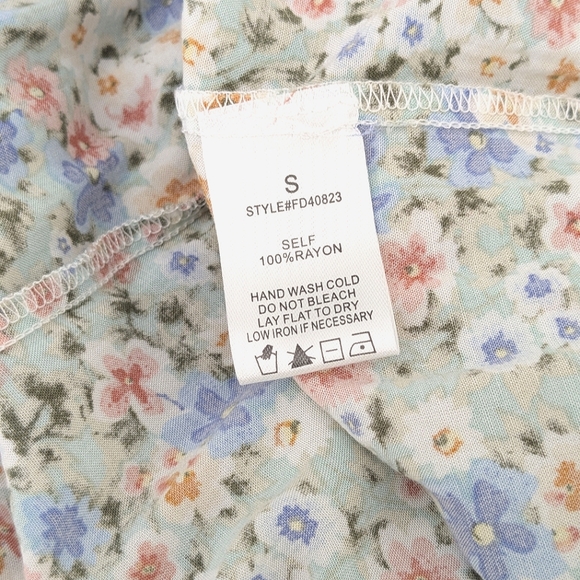 S
STYLE#FD40823
SELF
100%RAYON
HAND WASH COLD
DO NOT BLEACH
LAY FLAT TO DRY
LOW IRON IF NECESSARY